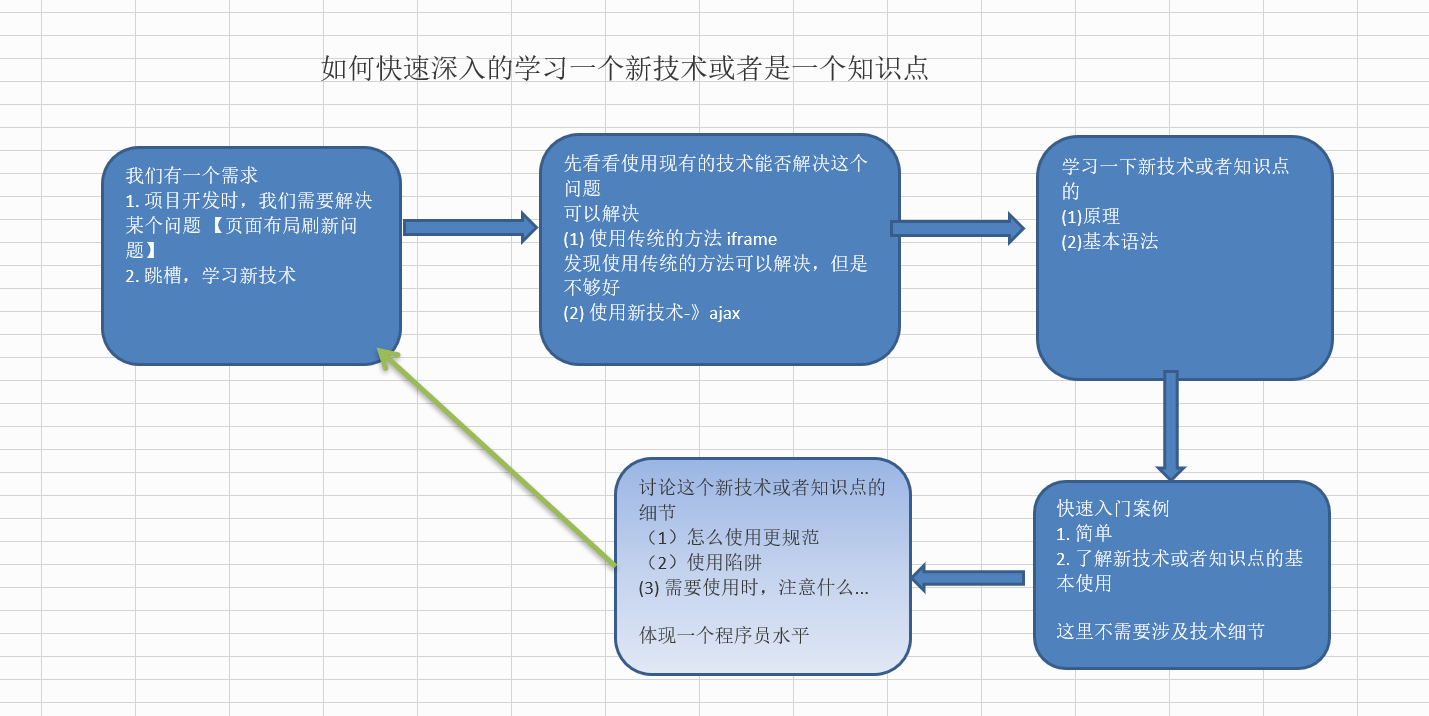 如何快速深入的学习一个新技术或者是一个知识点
我们有一个需求
1. 项目开发时，我们需要解决
某个问题 【页面布局刷新问
题】
2. 跳槽，学习新技术
先看看使用现有的技术能否解决这个
问题
可以解决
(1) 使用传统的方法 iframe
发现使用传统的方法可以解决，但是
不够好
(2) 使用新技术-》ajax
学习一下新技术或者知识点
的
(1)原理
(2)基本语法
快速入门案例
1. 简单
2. 了解新技术或者知识点的基
本使用
这里不需要涉及技术细节
讨论这个新技术或者知识点的
细节
（1）怎么使用更规范
（2）使用陷阱
(3) 需要使用时，注意什么...
体现一个程序员水平